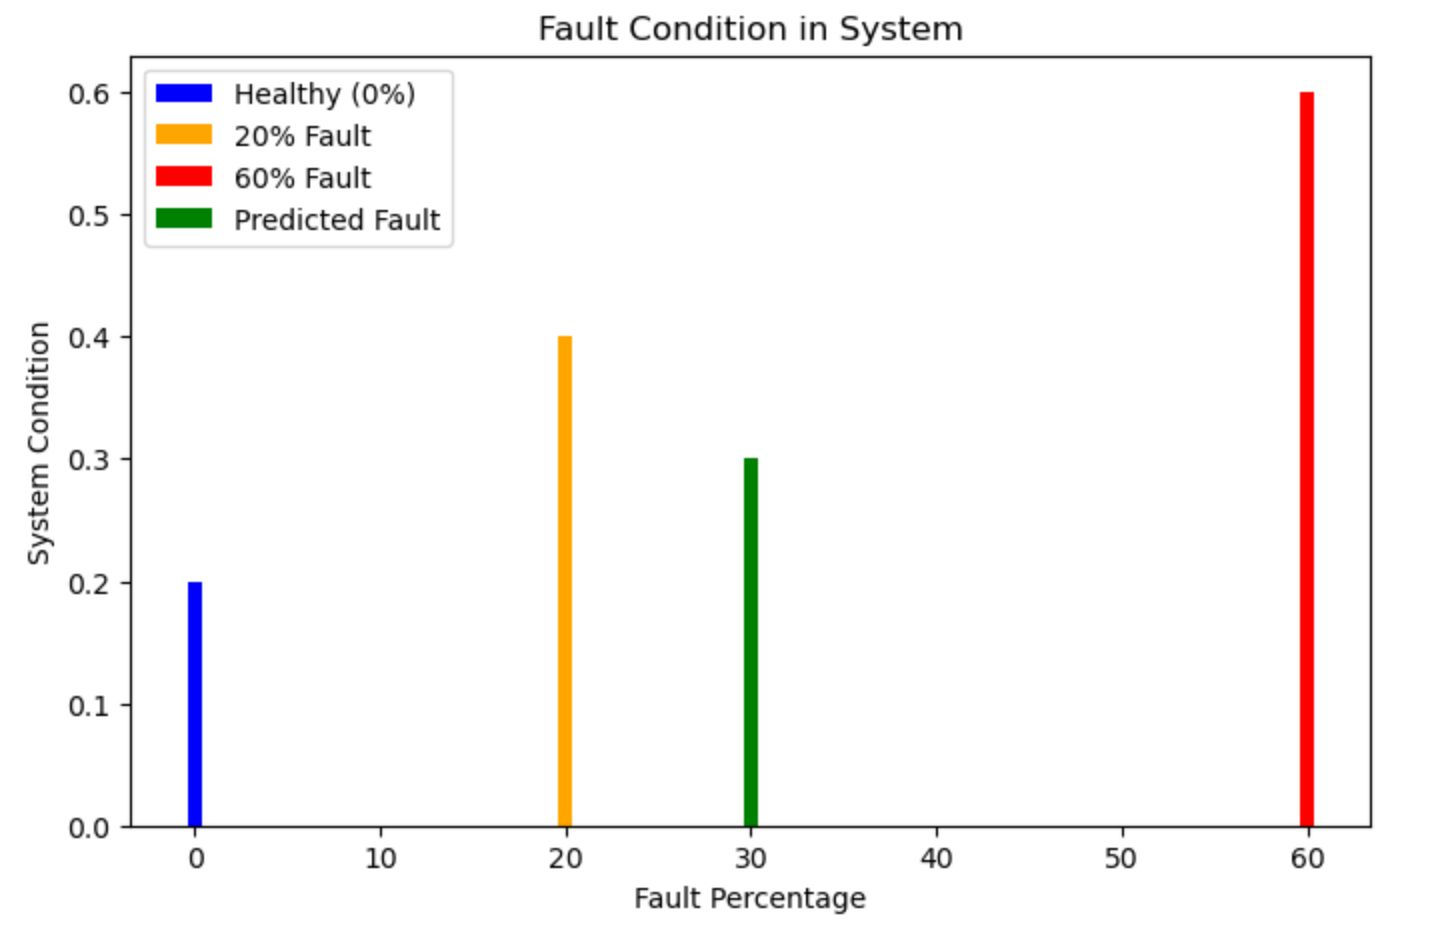 Fault Condition in System
Healthy (0%)
20% Fault
60% Fault
Predicted Fault
System Condition
0.6
0.5
0.4
0.3
0.2
0.1
0.0
0 10 20 30 40 50 60
Fault Percentage